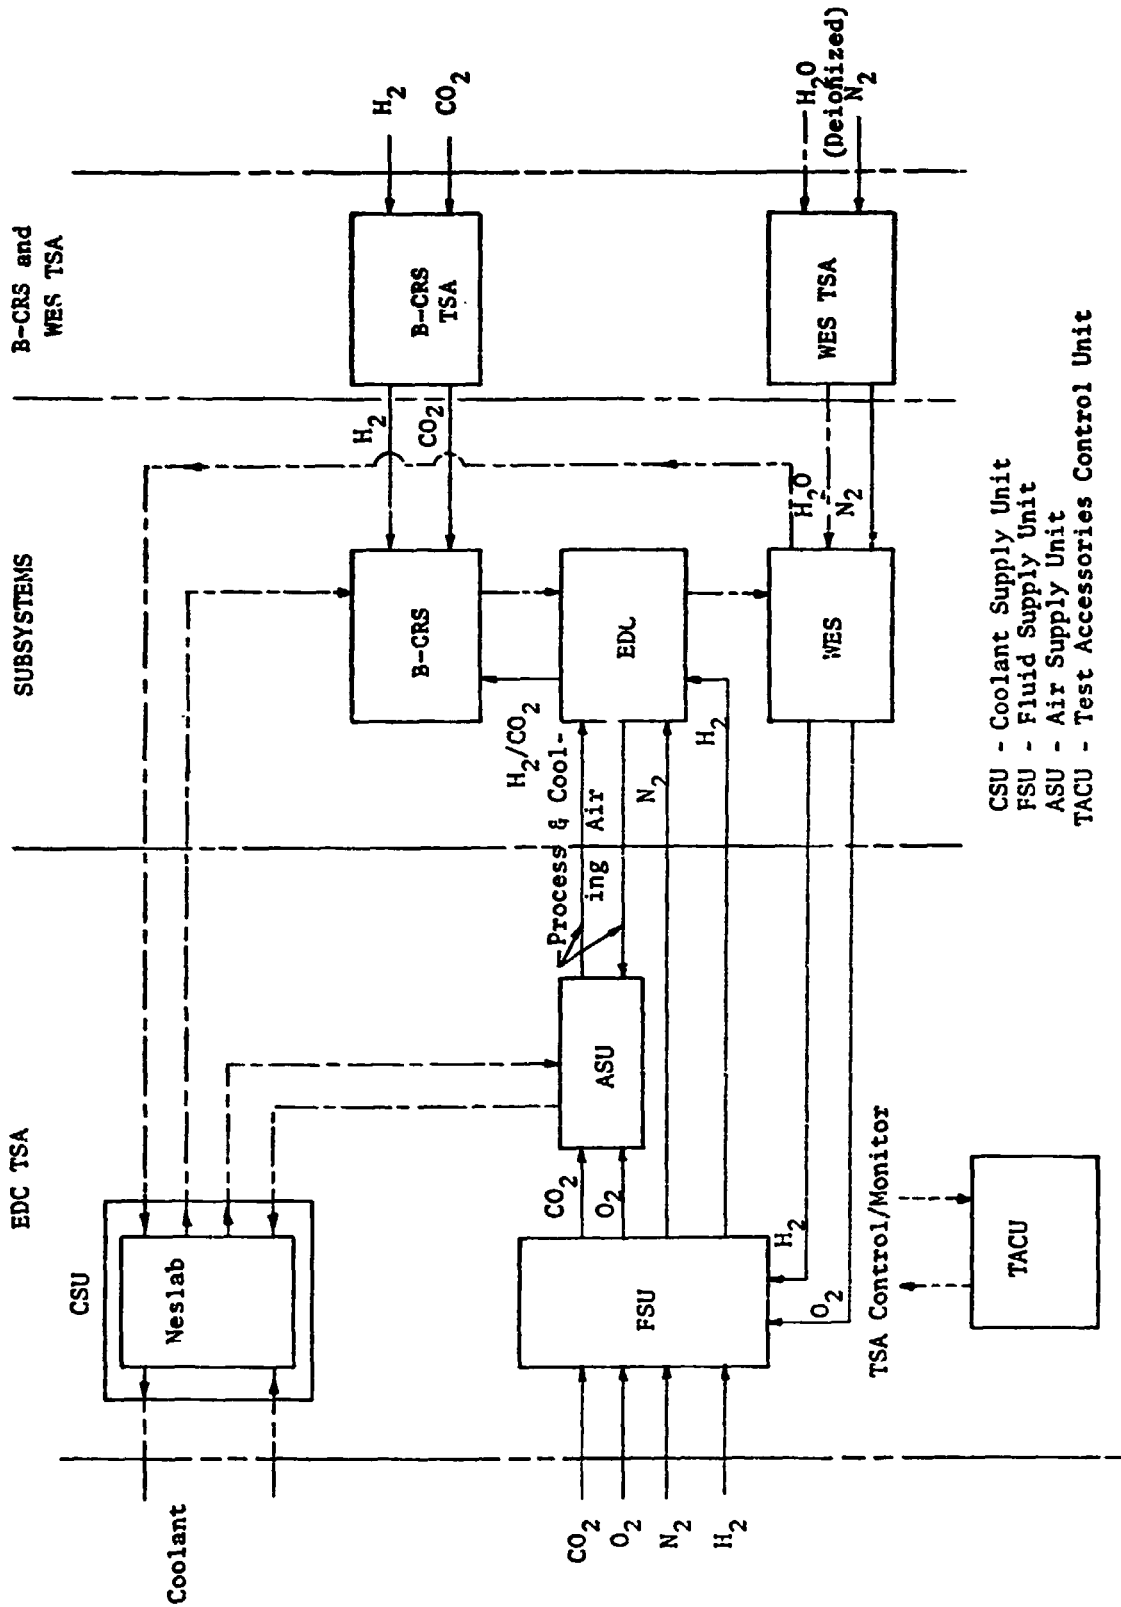 EDC TSA
SUBSYSTEMS
B-CRS and
WES TSA
CSU
Neslab
Coolant
CO2
O2
N2
H2
FSU
CO2
O2
ASU
Process & Cool-
ing Air
N2
H2
H2
O2
H2/CO2
B-CRS
EDC
WES
H2
CO2
H2O
N2
B-CRS
TSA
WES TSA
H2
CO2
H2O
(Deionized)
N2
TSA Control/Monitor
TACU
CSU - Coolant Supply Unit
FSU - Fluid Supply Unit
ASU - Air Supply Unit
TACU - Test Accessories Control Unit